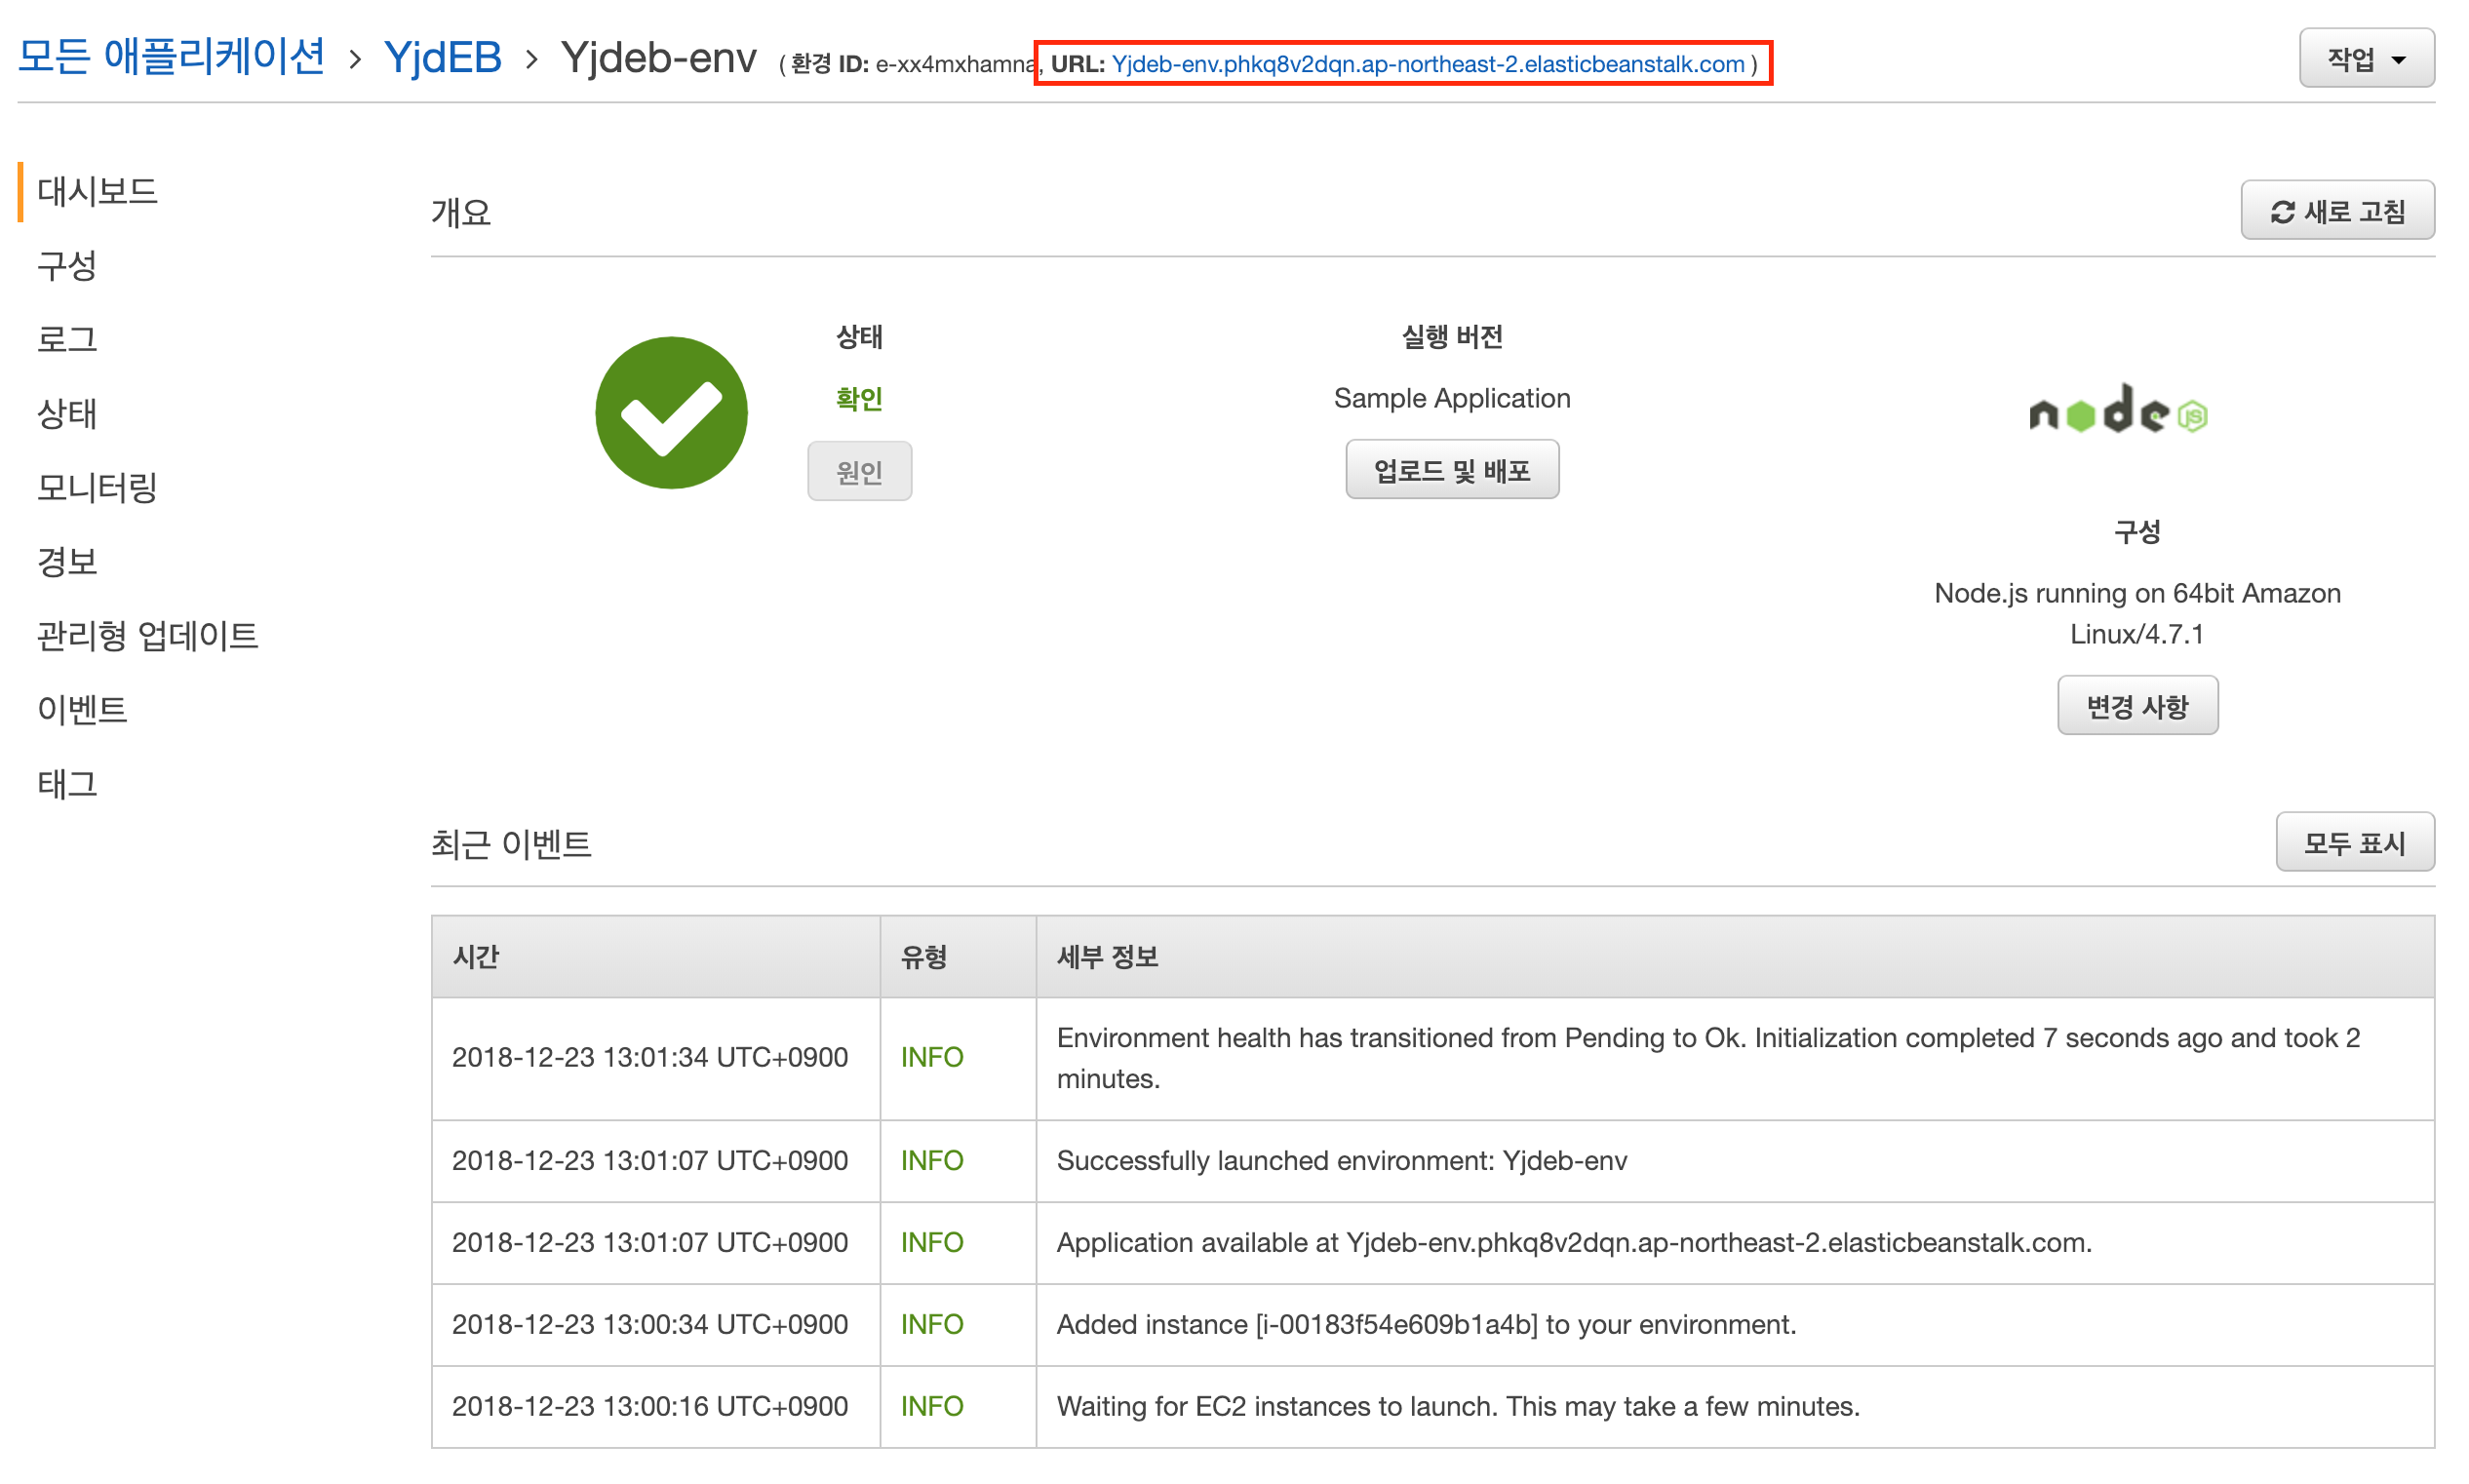 모든 애플리케이션 > YjdEB > Yjdeb-env ( 환경 ID: e-xx4mxhamna, URL: Yjdeb-env.phkq8v2dqn.ap-northeast-2.elasticbeanstalk.com )
작업
대시보드
구성
로그
상태
모니터링
경보
관리형 업데이트
이벤트
태그
개요
새로 고침
상태
확인
원인
실행 버전
Sample Application
업로드 및 배포
node JS
구성
Node.js running on 64bit Amazon
Linux/4.7.1
변경 사항
최근 이벤트
모두 표시
시간 유형 세부 정보
2018-12-23 13:01:34 UTC+0900 INFO Environment health has transitioned from Pending to Ok. Initialization completed 7 seconds ago and took 2
minutes.
2018-12-23 13:01:07 UTC+0900 INFO Successfully launched environment: Yjdeb-env
2018-12-23 13:01:07 UTC+0900 INFO Application available at Yjdeb-env.phkq8v2dqn.ap-northeast-2.elasticbeanstalk.com.
2018-12-23 13:00:34 UTC+0900 INFO Added instance [i-00183f54e609b1a4b] to your environment.
2018-12-23 13:00:16 UTC+0900 INFO Waiting for EC2 instances to launch. This may take a few minutes.